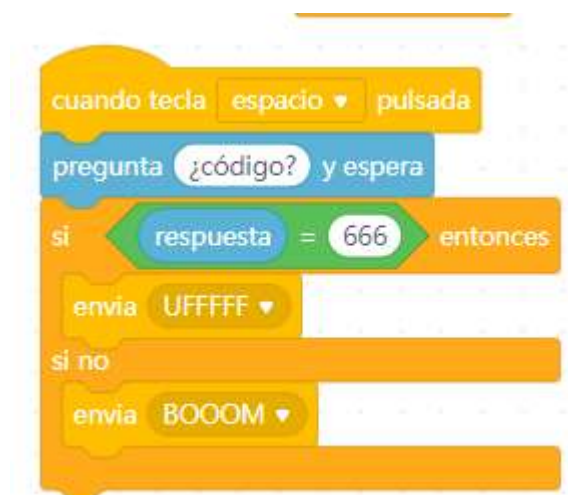 cuando tecla espacio pulsada
pregunta ¿código? y espera
si respuesta = 666 entonces
envia UFFFFF
si no
envia BOOOM